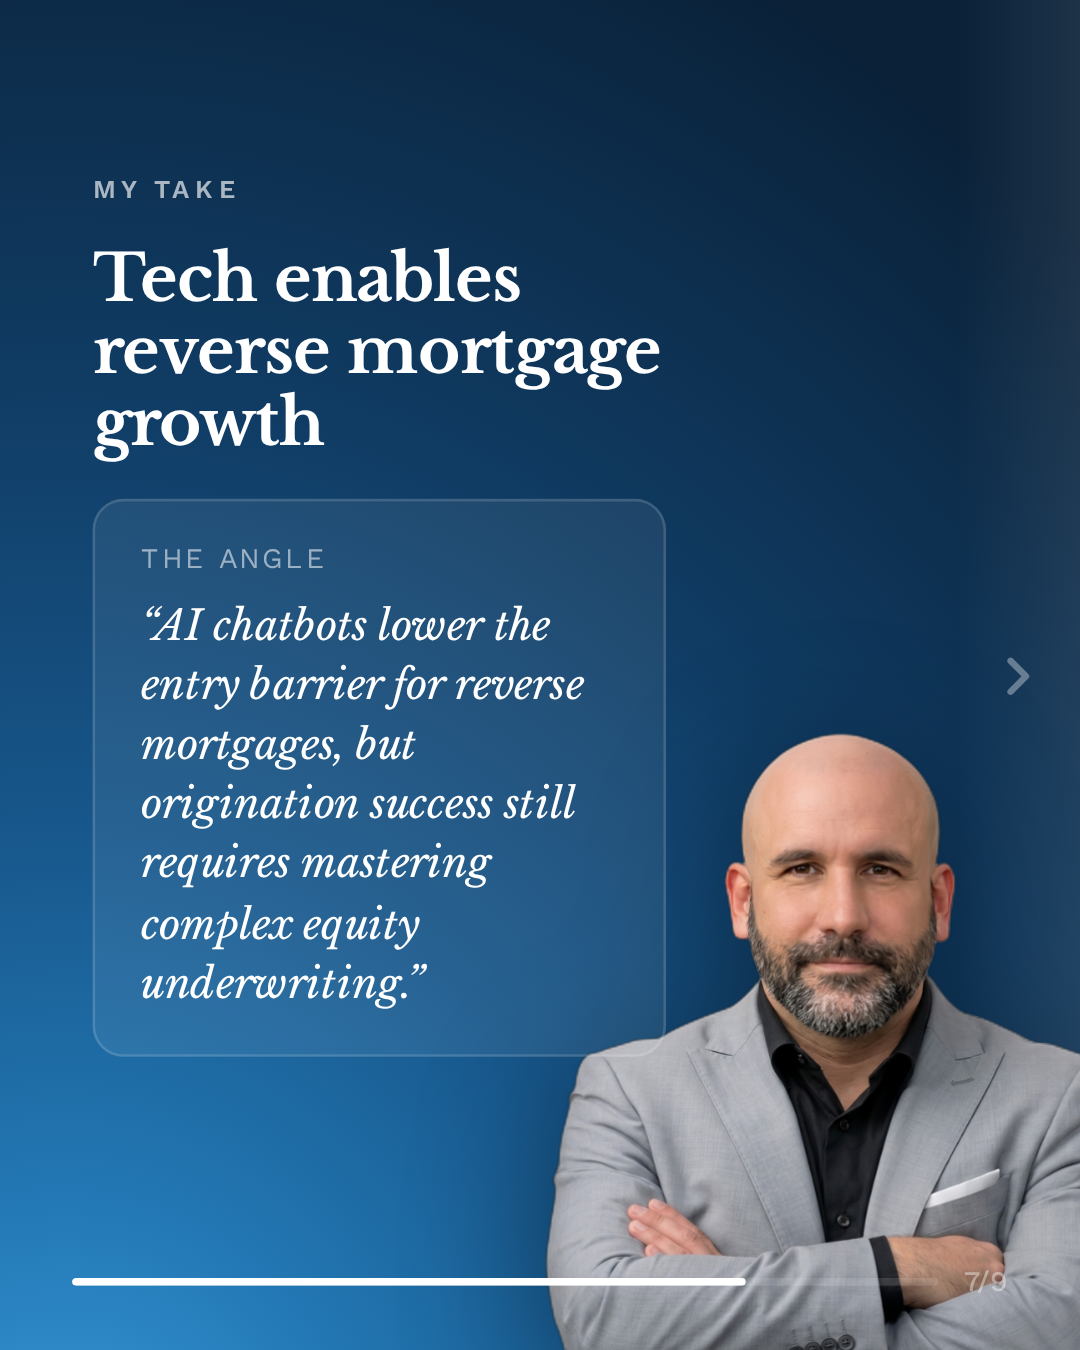 MY TAKE
Tech enables
reverse mortgage
growth
THE ANGLE
“AI chatbots lower the
entry barrier for reverse
mortgages, but
origination success still
requires mastering
complex equity
underwriting.”
7/9